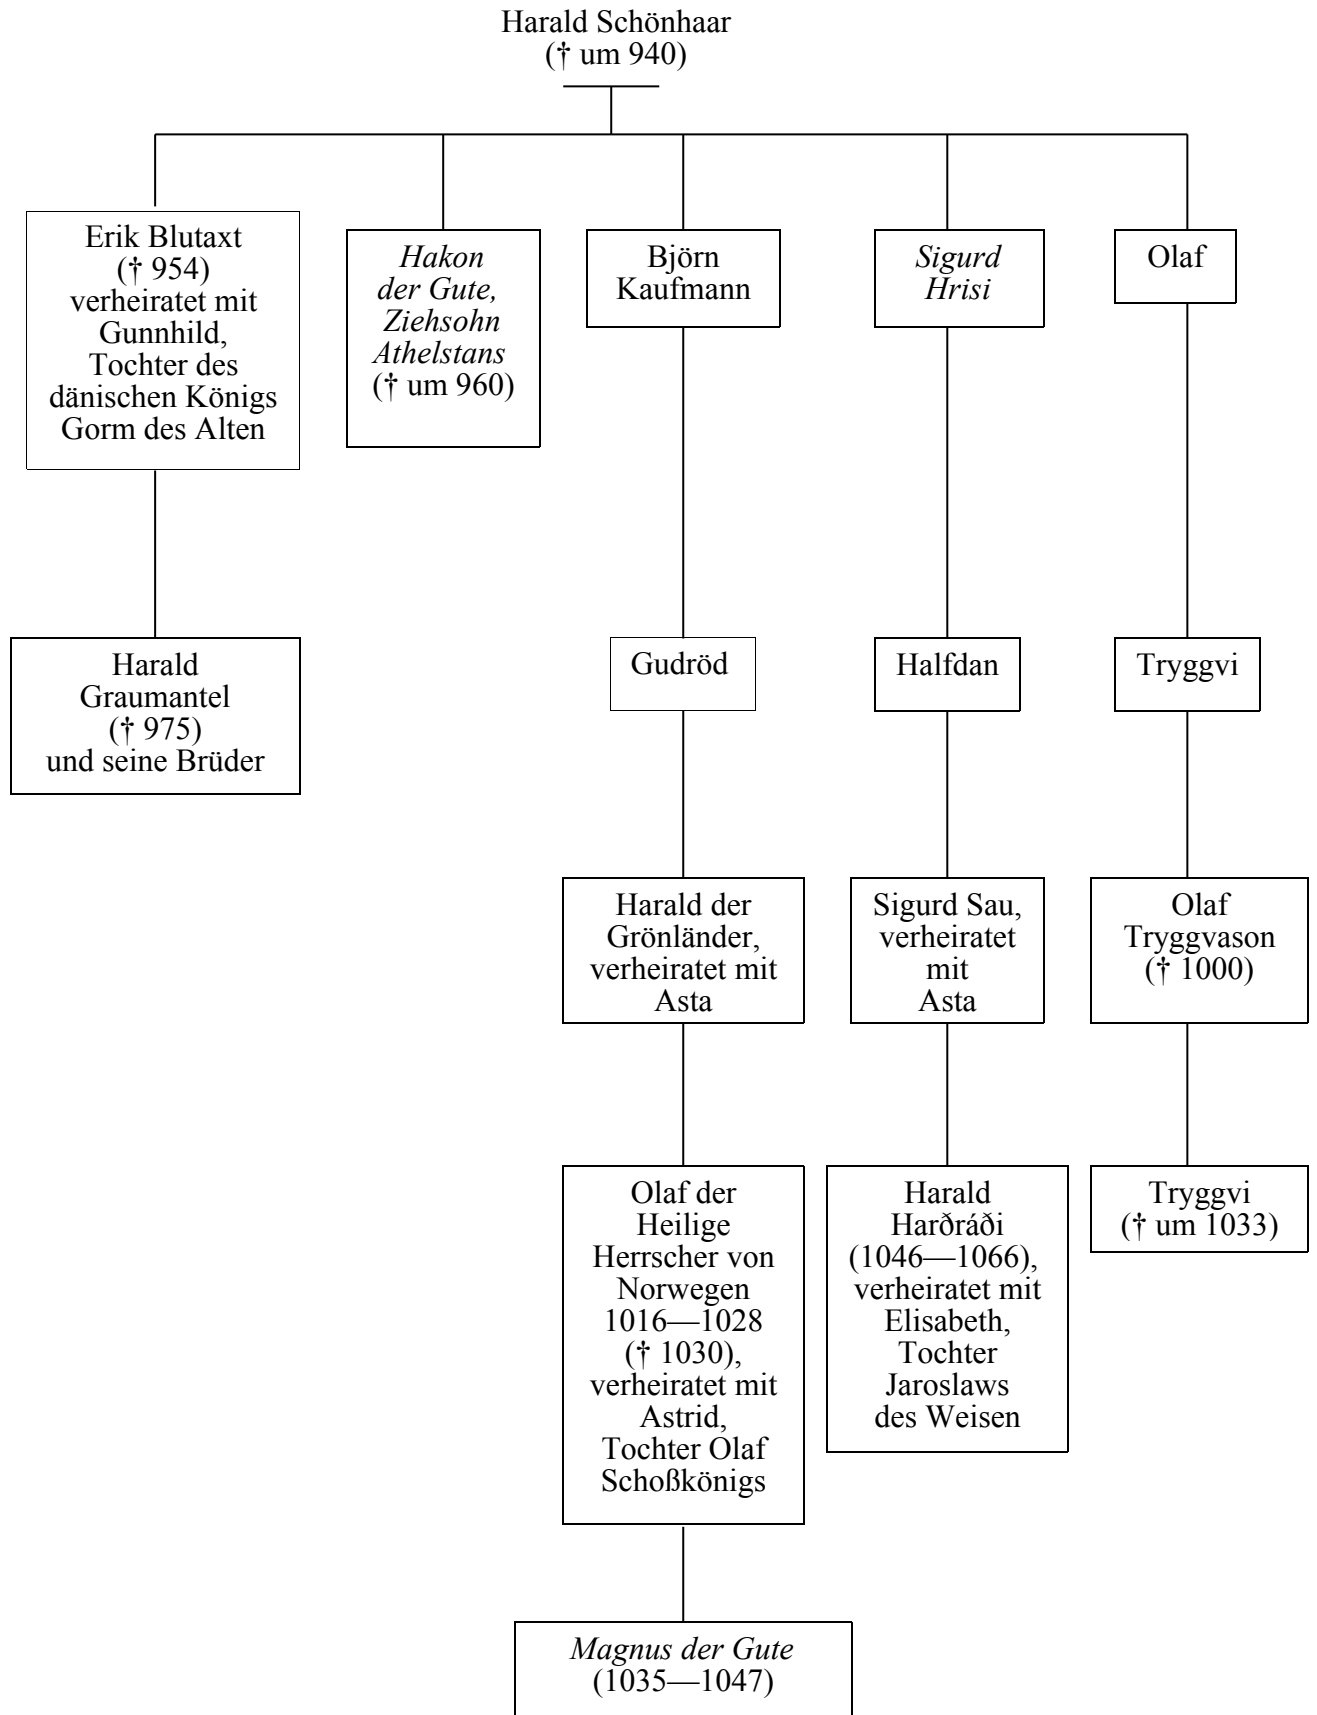 Harald Schönhaar
(† um 940)
Erik Blutaxt
(† 954)
verheiratet mit
Gunnhild,
Tochter des
dänischen Königs
Gorm des Alten
Hakon
der Gute,
Ziehsohn
Athelstans
(† um 960)
Björn
Kaufmann
Sigurd
Hrisi
Olaf
Harald
Graumantel
(† 975)
und seine Brüder
Gudröd
Halfdan
Tryggvi
Harald der
Grönländer,
verheiratet mit
Asta
Sigurd Sau,
verheiratet
mit
Asta
Olaf
Tryggvason
(† 1000)
Olaf der
Heilige
Herrscher von
Norwegen
1016—1028
(† 1030),
verheiratet mit
Astrid,
Tochter Olaf
Schoßkönigs
Harald
Harðráði
(1046—1066),
verheiratet mit
Elisabeth,
Tochter
Jaroslaws
des Weisen
Tryggvi
(† um 1033)
Magnus der Gute
(1035—1047)